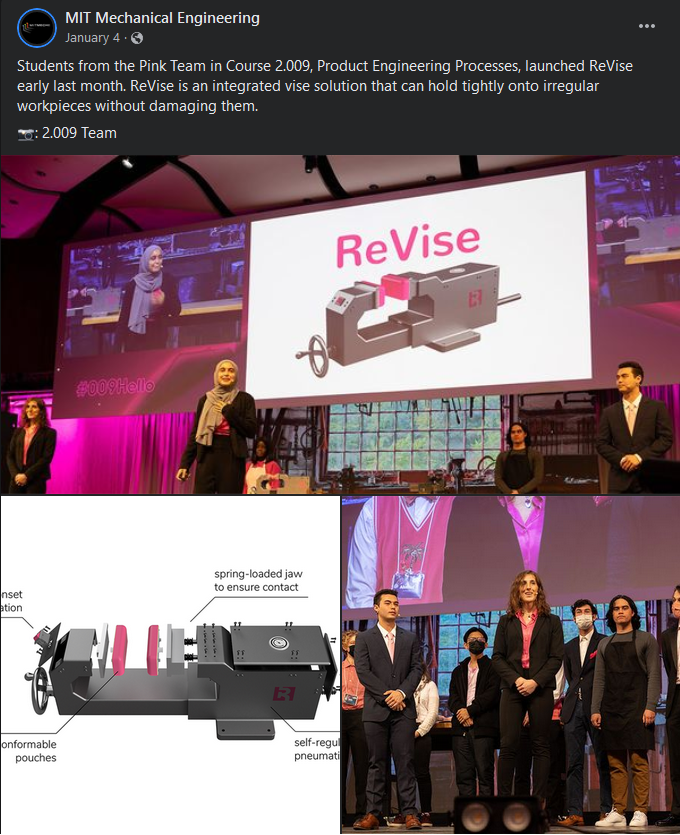 MIT Mechanical Engineering
January 4 ·
Students from the Pink Team in Course 2.009, Product Engineering Processes, launched ReVise
early last month. ReVise is an integrated vise solution that can hold tightly onto irregular
workpieces without damaging them.
: 2.009 Team
ReVise
#009Hello
spring-loaded jaw
to ensure contact
nset
ation
onformable
pouches
self-regul
pneumati